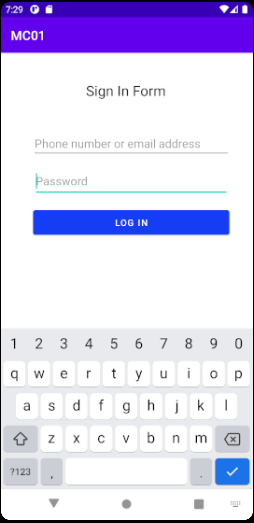 7:29
MC01
Sign In Form
Phone number or email address
Password
LOG IN
1 2 3 4 5 6 7 8 9 0
q w e r t y u i o p
a s d f g h j k l
z x c v b n m
?123 , .